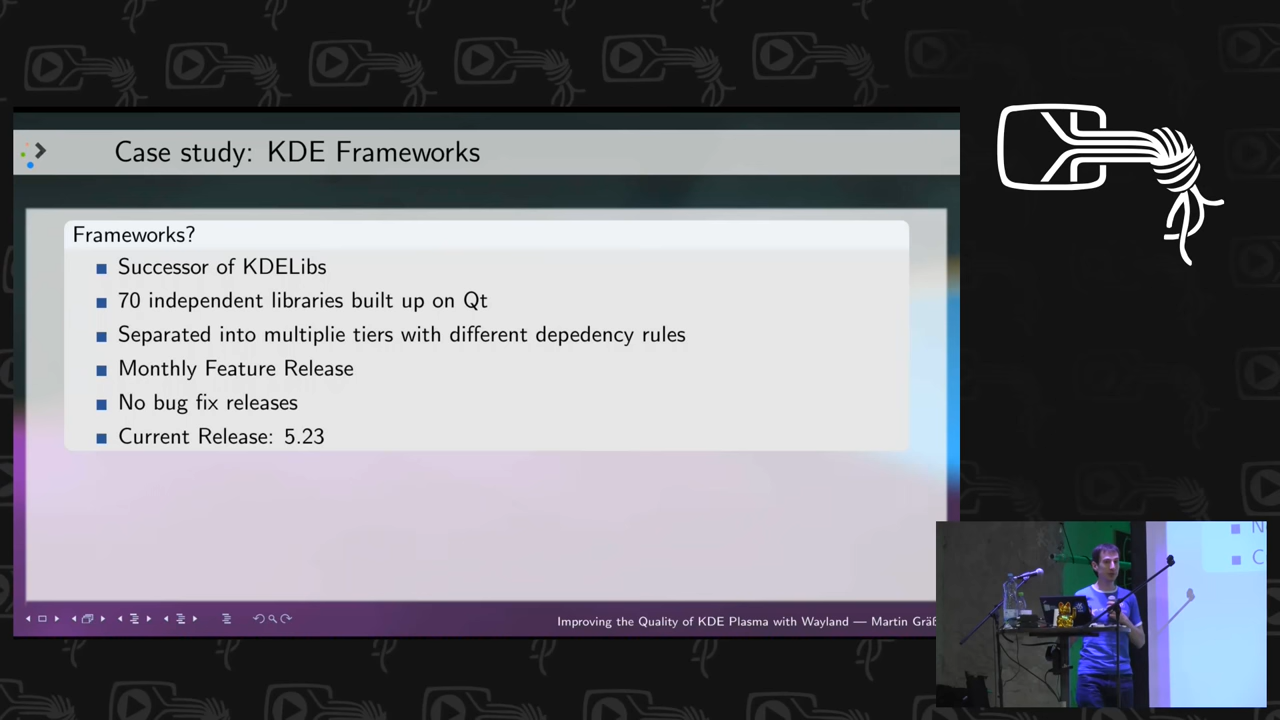 Case study: KDE Frameworks
Frameworks?
Successor of KDELibs
70 independent libraries built up on Qt
Separated into multiplie tiers with different depedency rules
Monthly Feature Release
No bug fix releases
Current Release: 5.23
Improving the Quality of KDE Plasma with Wayland — Martin Gräß
N
C